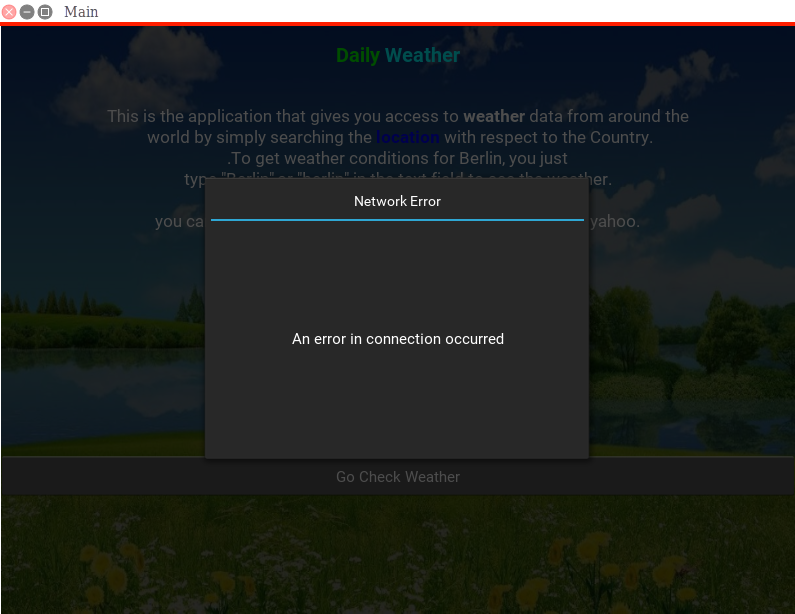 Main
Daily Weather
This is the application that gives you access to weather data from around the
world by simply searching the location with respect to the Country.
.To get weather conditions for Berlin, you just
type "Berlin" or "berlin" in the text field to see the weather.
you ca yahoo.
Network Error
An error in connection occurred
Go Check Weather